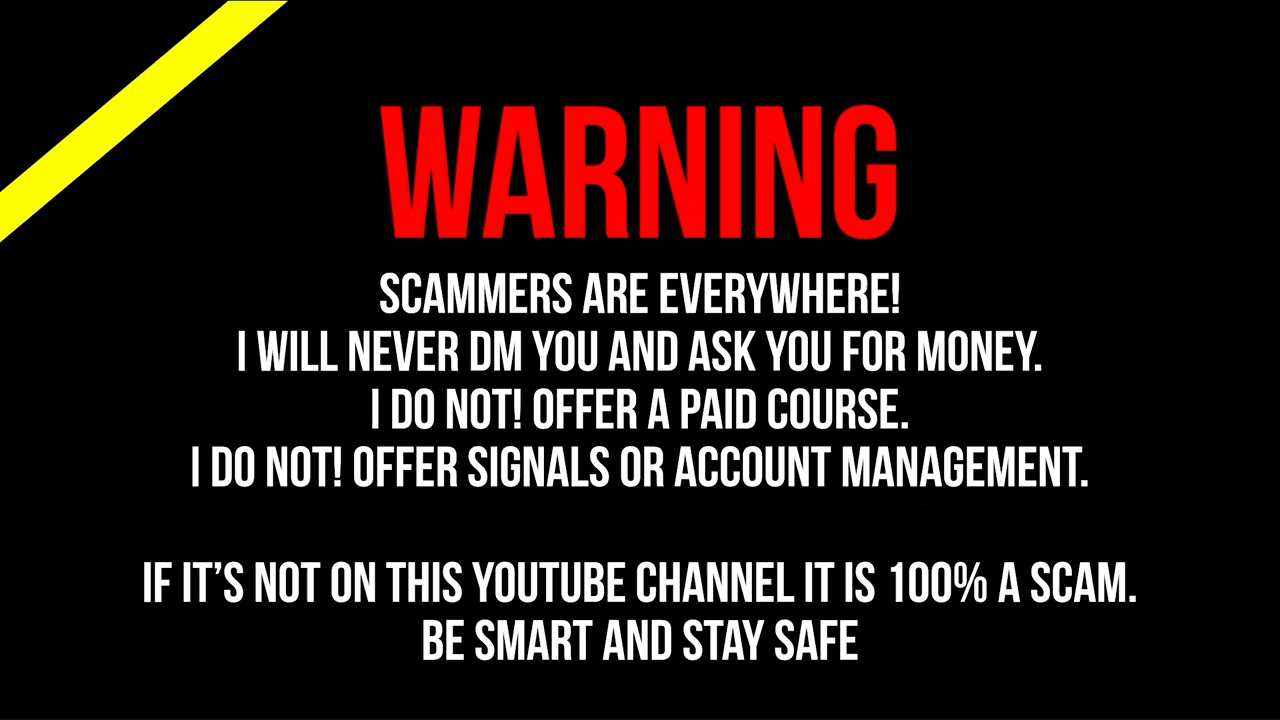 WARNING
SCAMMERS ARE EVERYWHERE!
I WILL NEVER DM YOU AND ASK YOU FOR MONEY.
I DO NOT! OFFER A PAID COURSE.
I DO NOT! OFFER SIGNALS OR ACCOUNT MANAGEMENT.
IF IT’S NOT ON THIS YOUTUBE CHANNEL IT IS 100% A SCAM.
BE SMART AND STAY SAFE